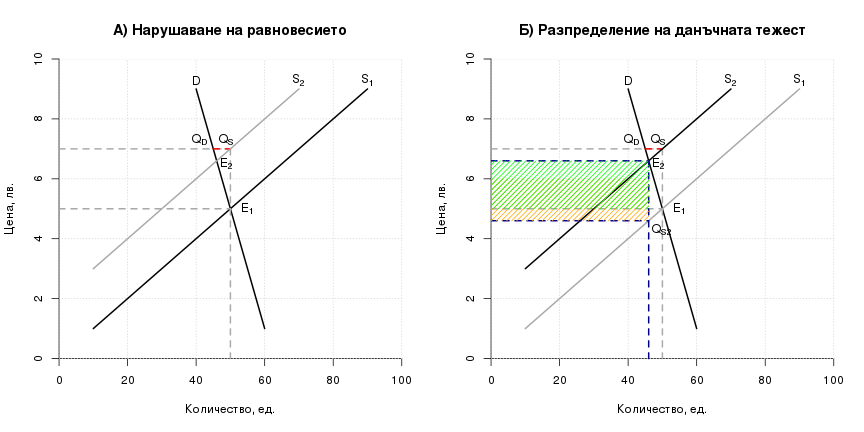 А) Нарушаване на равновесието
10
8
6
4
2
0
Цена, лв.
D
S2
S1
QD
QS
E2
E1
0
20
40
60
80
100
Количество, ед.
Б) Разпределение на данъчната тежест
10
8
6
4
2
0
Цена, лв.
D
S2
S1
QD
QS
E2
E1
QS2
0
20
40
60
80
100
Количество, ед.